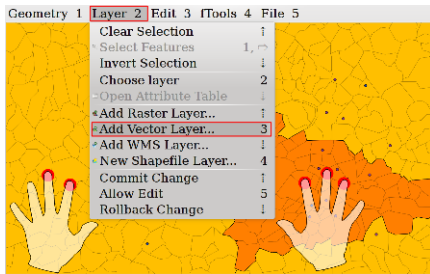 Geometry 1 Layer 2 Edit 3 fTools 4 File 5
Clear Selection ↑
Select Features 1, ⇨
Invert Selection ↓
Choose layer 2
Open Attribute Table ↓
Add Raster Layer... ↑
Add Vector Layer... 3
Add WMS Layer... ↓
New Shapefile Layer... 4
Commit Change ↑
Allow Edit 5
Rollback Change ↓